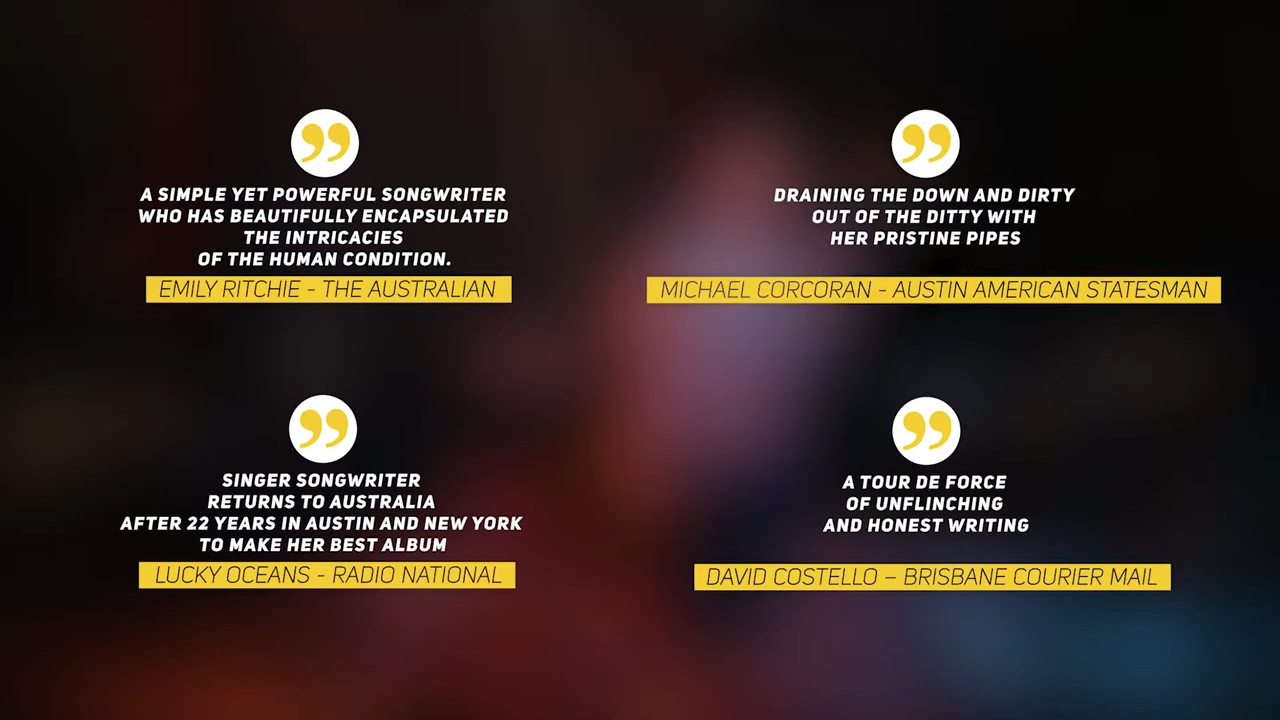 A SIMPLE YET POWERFUL SONGWRITER
WHO HAS BEAUTIFULLY ENCAPSULATED
THE INTRICACIES
OF THE HUMAN CONDITION.
EMILY RITCHIE - THE AUSTRALIAN
DRAINING THE DOWN AND DIRTY
OUT OF THE DITTY WITH
HER PRISTINE PIPES
MICHAEL CORCORAN - AUSTIN AMERICAN STATESMAN
SINGER SONGWRITER
RETURNS TO AUSTRALIA
AFTER 22 YEARS IN AUSTIN AND NEW YORK
TO MAKE HER BEST ALBUM
LUCKY OCEANS - RADIO NATIONAL
A TOUR DE FORCE
OF UNFLINCHING
AND HONEST WRITING
DAVID COSTELLO – BRISBANE COURIER MAIL